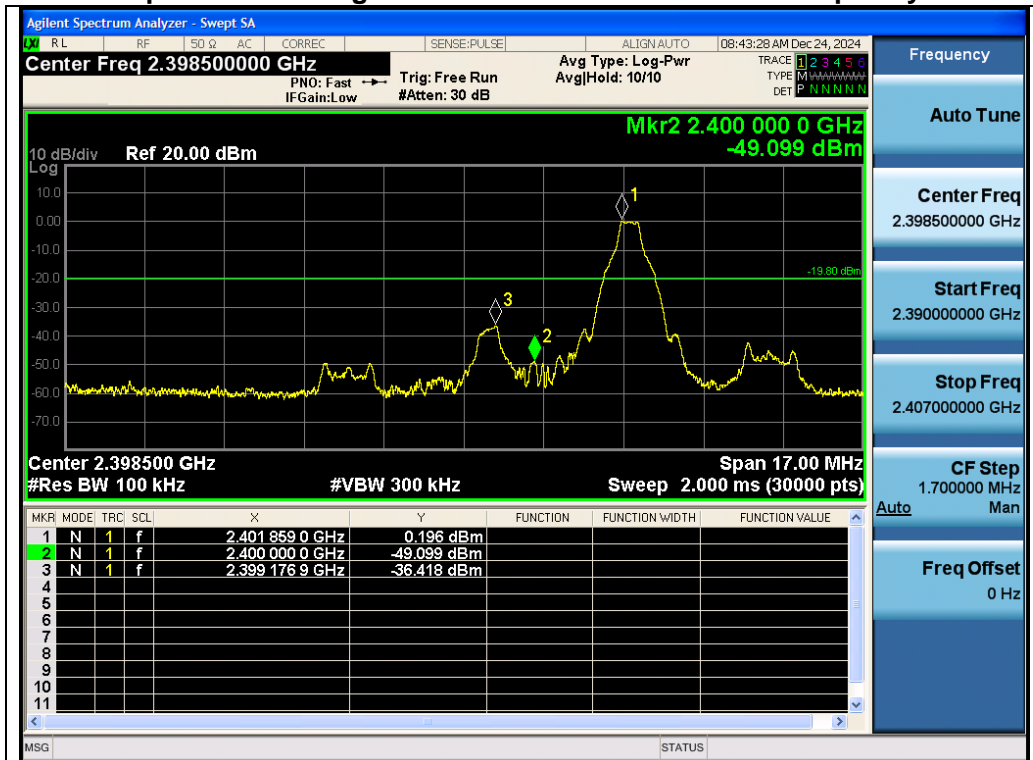 Agilent Spectrum Analyzer - Swept SA
LXI RL RF 50 Ω AC CORREC SENSE:PULSE ALIGN AUTO 08:43:28 AM Dec 24, 2024
Center Freq 2.398500000 GHz
PNO: Fast
IFGain:Low
Trig: Free Run
#Atten: 30 dB
Avg Type: Log-Pwr
Avg|Hold: 10/10
TRACE 1 2 3 4 5 6
TYPE M WWWWW
DET P N N N N N
Mkr2 2.400 000 0 GHz
-49.099 dBm
10 dB/div Ref 20.00 dBm
Log
10.0
0.00
-10.0
-20.0
-30.0
-40.0
-50.0
-60.0
-70.0
1
-19.80 dBm
3
2
Center 2.398500 GHz Span 17.00 MHz
#Res BW 100 kHz #VBW 300 kHz Sweep 2.000 ms (30000 pts)
MKR MODE TRC SCL X Y FUNCTION FUNCTION WIDTH FUNCTION VALUE
1 N 1 f 2.401 859 0 GHz 0.196 dBm
2 N 1 f 2.400 000 0 GHz -49.099 dBm
3 N 1 f 2.399 176 9 GHz -36.418 dBm
4
5
6
7
8
9
10
11
MSG STATUS
Frequency
Auto Tune
Center Freq
2.398500000 GHz
Start Freq
2.390000000 GHz
Stop Freq
2.407000000 GHz
CF Step
1.700000 MHz
Auto Man
Freq Offset
0 Hz